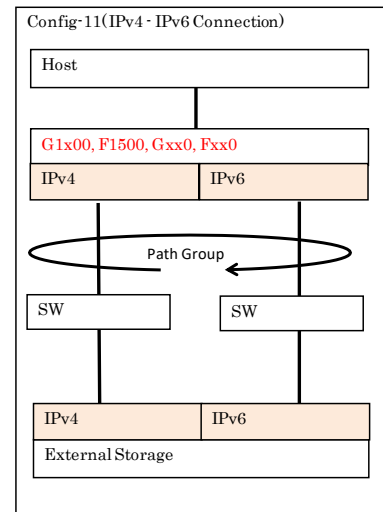 Config-11(IPv4 - IPv6 Connection)
Host
G1x00, F1500, Gxx0, Fxx0
IPv4 IPv6
Path Group
SW SW
IPv4 IPv6
External Storage